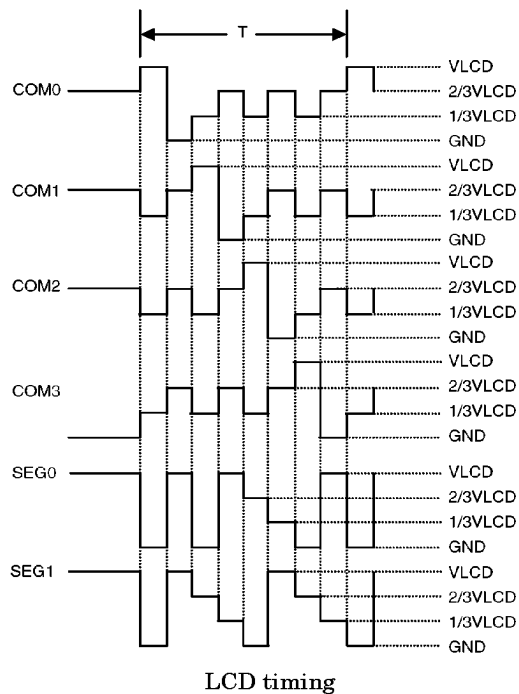 T
VLCD
COM0 2/3VLCD
1/3VLCD
GND
VLCD
COM1 2/3VLCD
1/3VLCD
GND
VLCD
COM2 2/3VLCD
1/3VLCD
GND
VLCD
COM3 2/3VLCD
1/3VLCD
GND
SEG0 VLCD
2/3VLCD
1/3VLCD
GND
SEG1 VLCD
2/3VLCD
1/3VLCD
GND
LCD timing